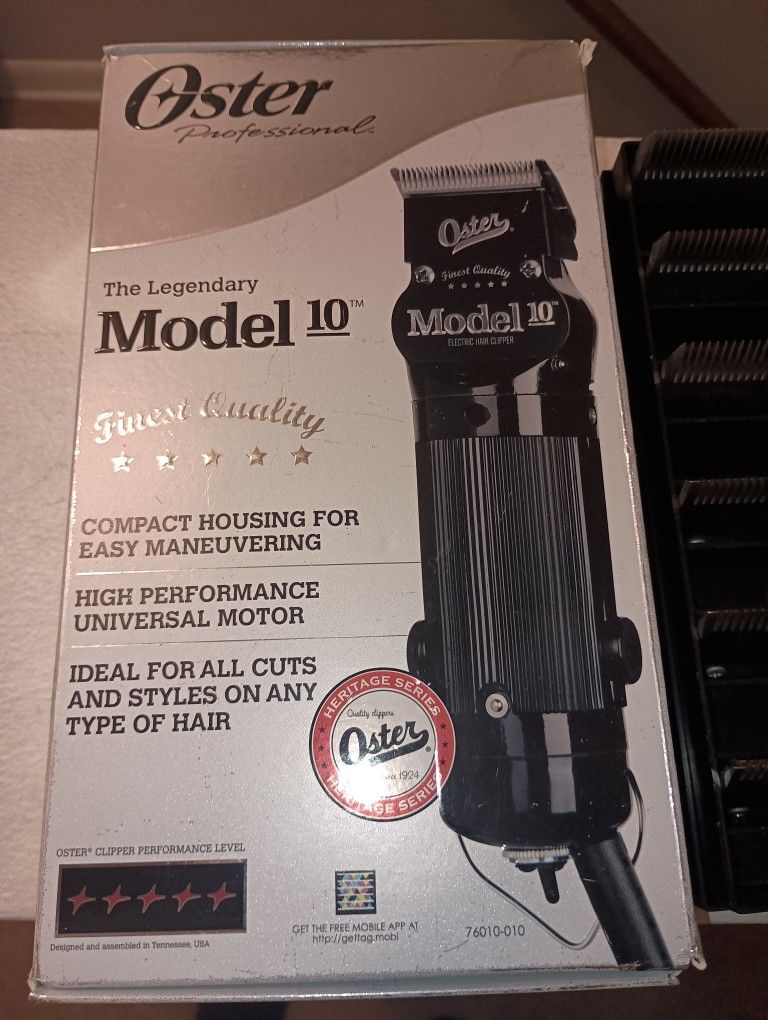 Oster
Professional™
The Legendary
Model 10™
Finest Quality
COMPACT HOUSING FOR
EASY MANEUVERING
HIGH PERFORMANCE
UNIVERSAL MOTOR
IDEAL FOR ALL CUTS
AND STYLES ON ANY
TYPE OF HAIR
Oster®
Finest Quality
Model 10™
ELECTRIC HAIR CLIPPER
HERITAGE SERIES
Quality clippers
Oster®
since 1924
HERITAGE SERIES
OSTER® CLIPPER PERFORMANCE LEVEL
Designed and assembled in Tennessee, USA
GET THE FREE MOBILE APP AT
http://gettag.mobi
76010-010